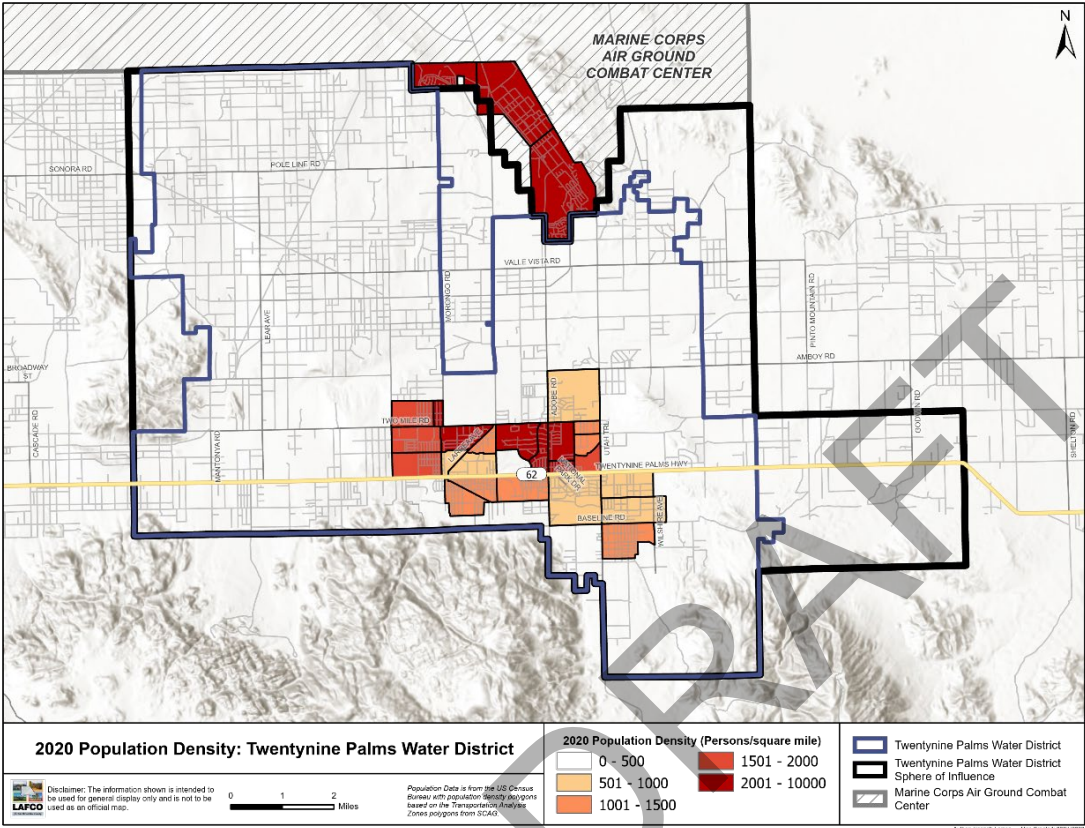 N
MARINE CORPS
AIR GROUND
COMBAT CENTER
SONORA RD
POLE LINE RD
VALLE VISTA RD
MORONGO RD
LEAR AVE
PINTO MOUNTAIN RD
AMBOY RD
BROADWAY
ST
ADOBE RD
GODWIN RD
CASCADE RD
MANTONYA RD
TWO MILE RD
UTAH TRL
SHELTON RD
TWENTYNINE PALMS HWY
62
NATIONAL
PARK DR
BASELINE RD
WILSHIRE AVE
DRAFT
2020 Population Density: Twentynine Palms Water District
LAFCO
Disclaimer: The information shown is intended to
be used for general display only and is not to be
used as an official map.
0 1 2
Miles
Population Data is from the US Census
Bureau with population density polygons
based on the Transportation Analysis
Zones polygons from SCAG.
2020 Population Density (Persons/square mile)
0 - 500
501 - 1000
1001 - 1500
1501 - 2000
2001 - 10000
Twentynine Palms Water District
Twentynine Palms Water District
Sphere of Influence
Marine Corps Air Ground Combat
Center